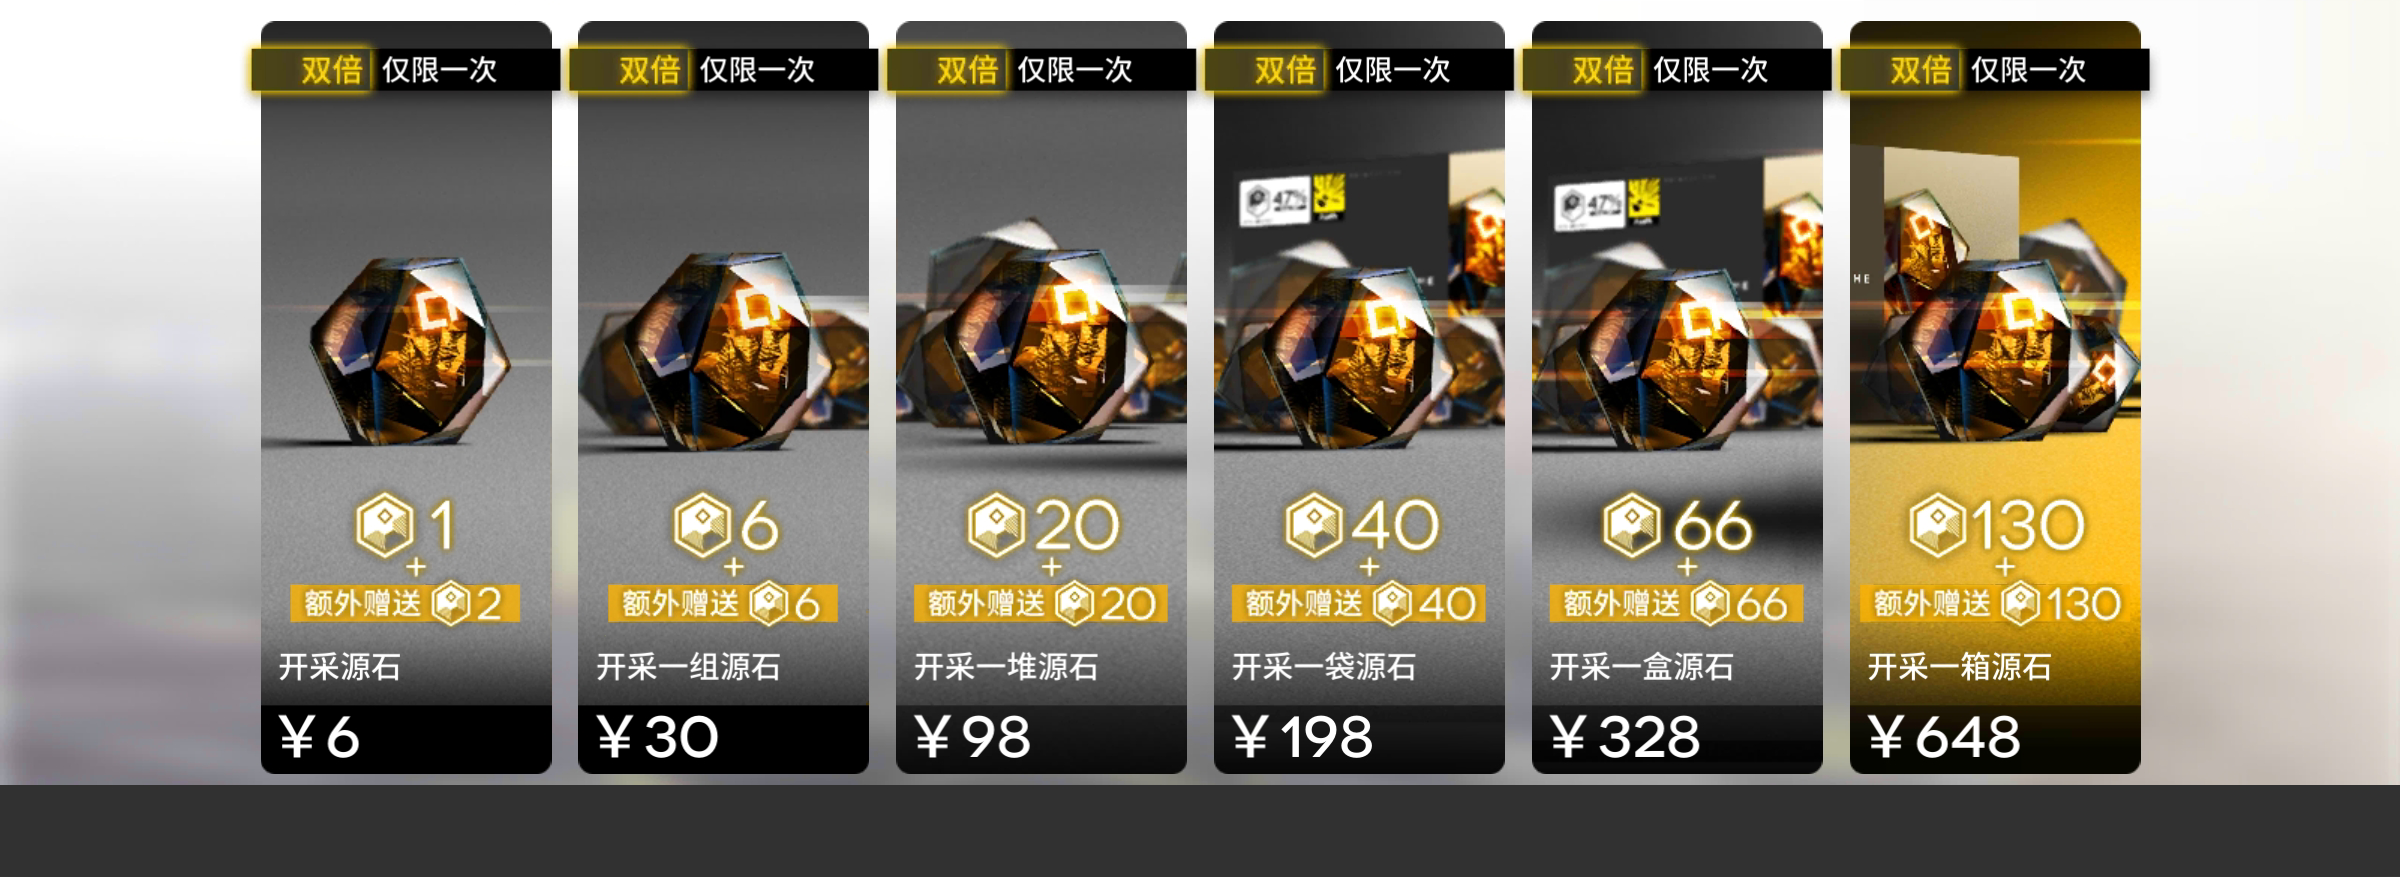 双倍 仅限一次
1
+
额外赠送 2
开采源石
￥6
双倍 仅限一次
6
+
额外赠送 6
开采一组源石
￥30
双倍 仅限一次
20
+
额外赠送 20
开采一堆源石
￥98
双倍 仅限一次
47%
40
+
额外赠送 40
开采一袋源石
￥198
双倍 仅限一次
47%
66
+
额外赠送 66
开采一盒源石
￥328
双倍 仅限一次
HE
130
+
额外赠送 130
开采一箱源石
￥648